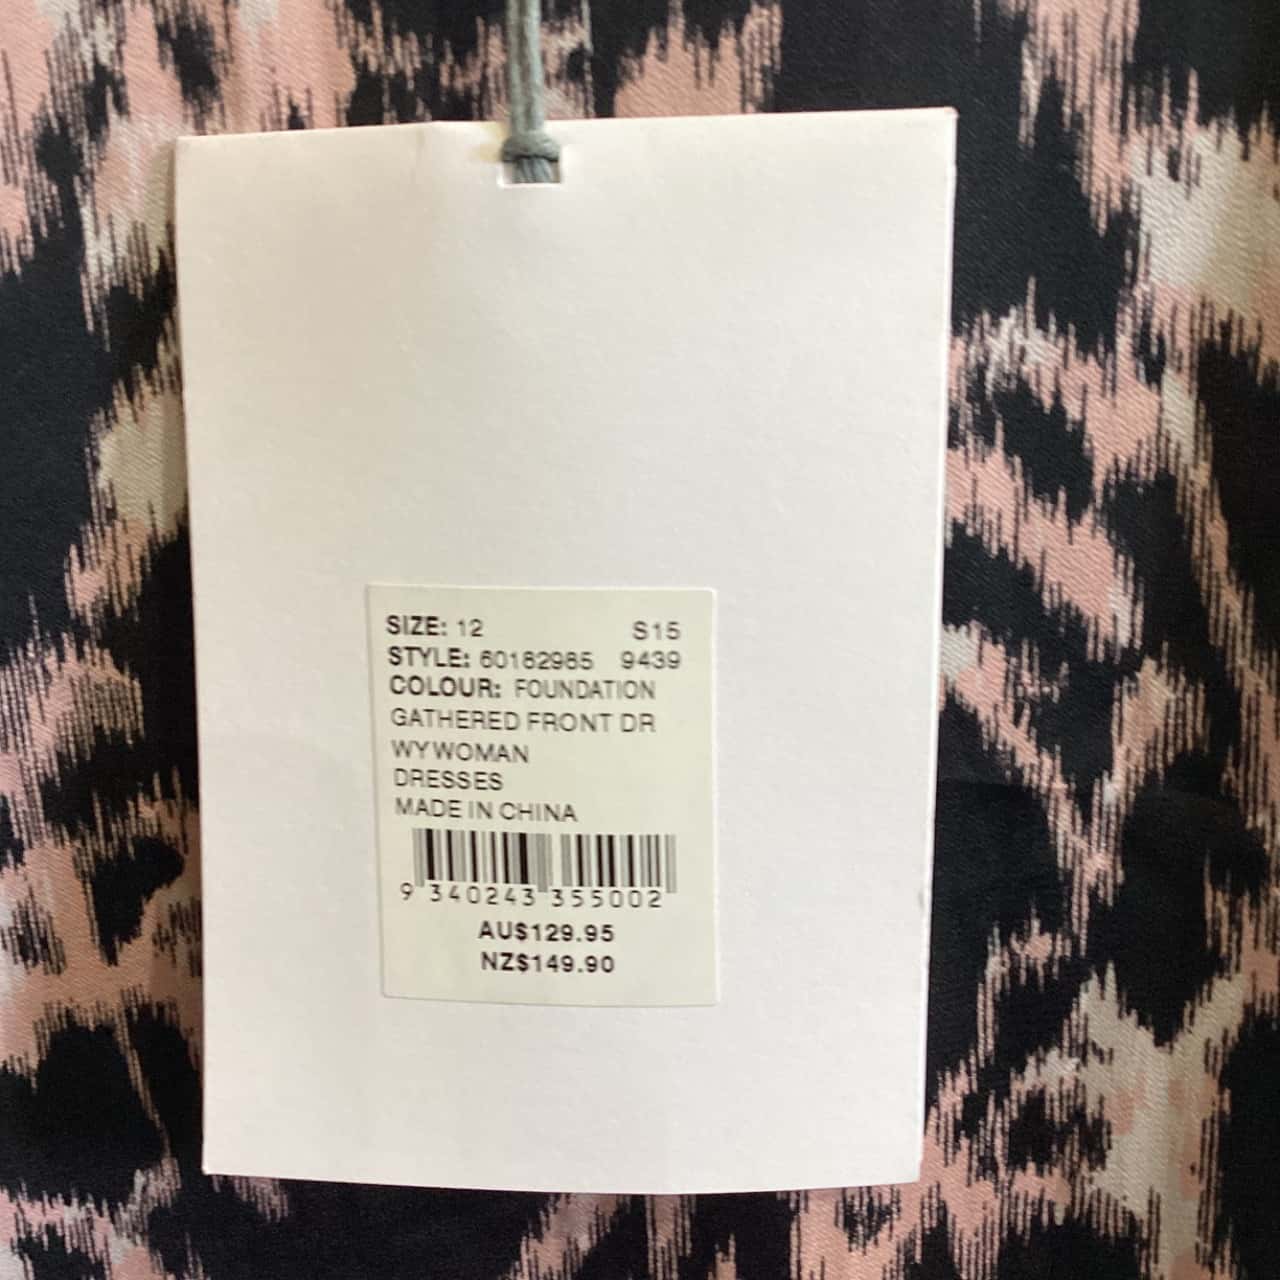 SIZE: 12 S15
STYLE: 60182985 9439
COLOUR: FOUNDATION
GATHERED FRONT DR
WYWOMAN
DRESSES
MADE IN CHINA
9 340243 355002
AU$129.95
NZ$149.90